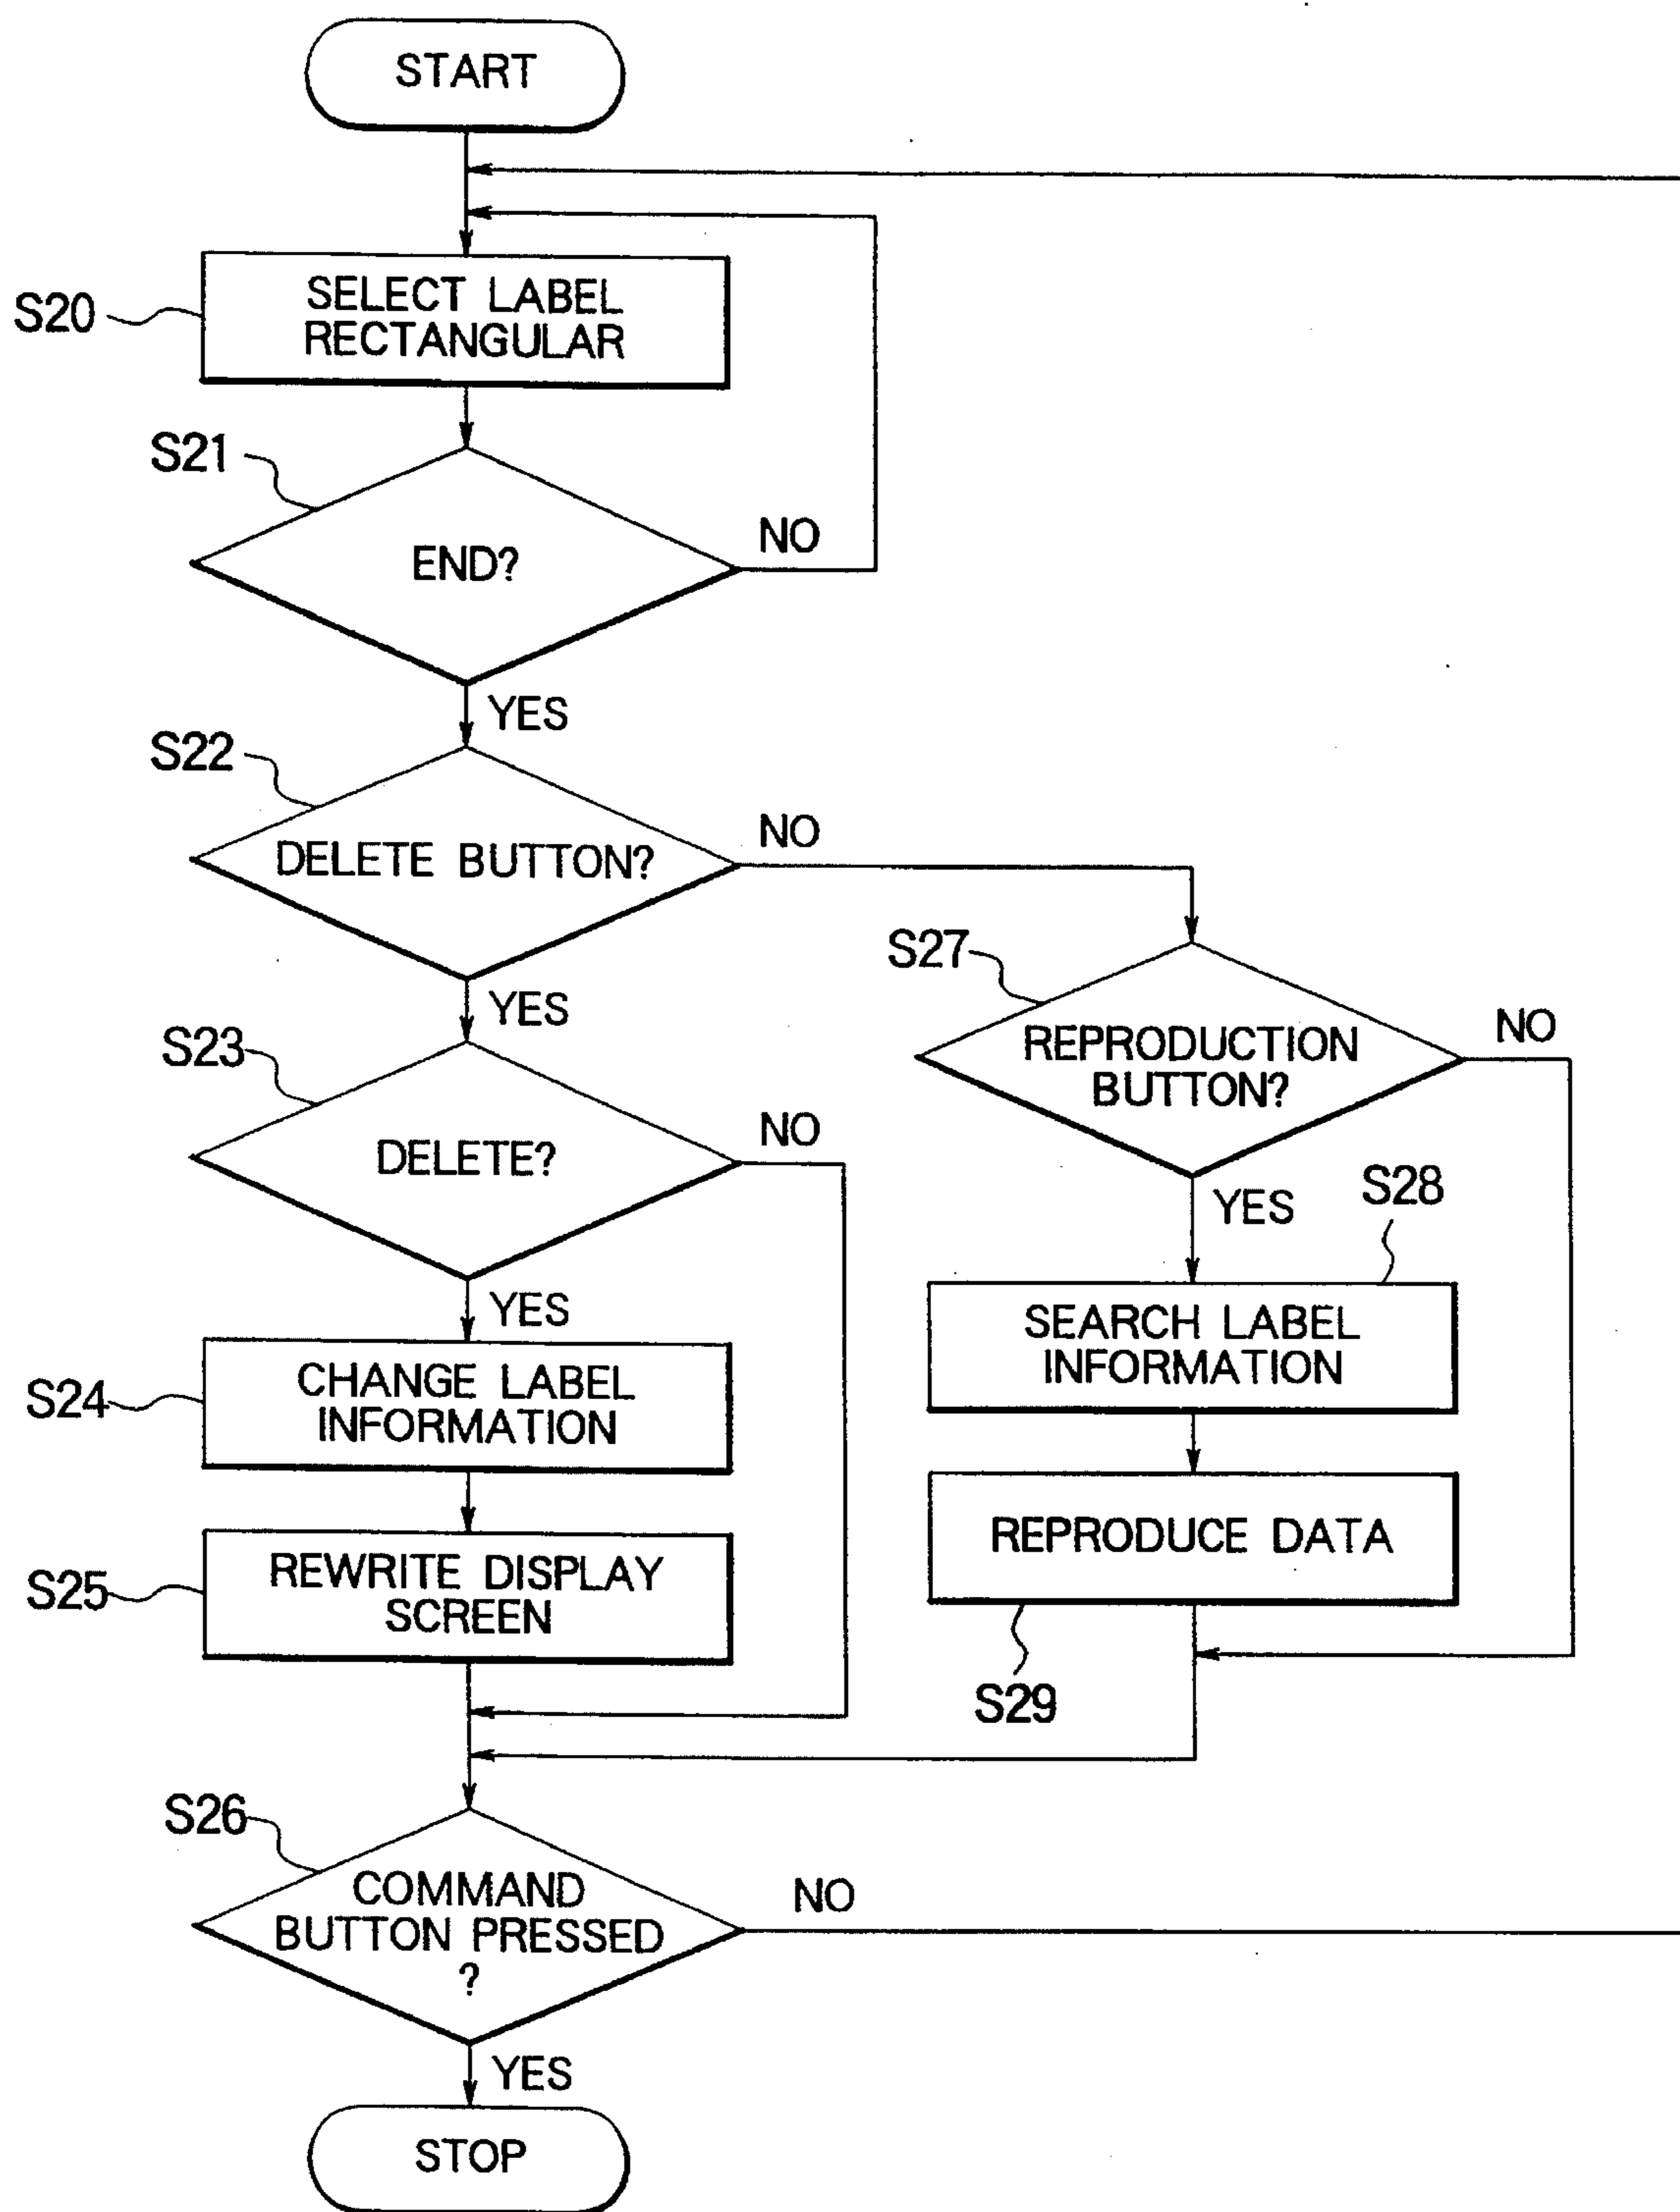 START
S20
SELECT LABEL
RECTANGULAR
S21
END?
NO
YES
S22
DELETE BUTTON?
NO
YES
S27
REPRODUCTION
BUTTON?
NO
YES
S23
DELETE?
NO
YES
S28
SEARCH LABEL
INFORMATION
S24
CHANGE LABEL
INFORMATION
REPRODUCE DATA
S29
S25
REWRITE DISPLAY
SCREEN
S26
COMMAND
BUTTON PRESSED
?
NO
YES
STOP